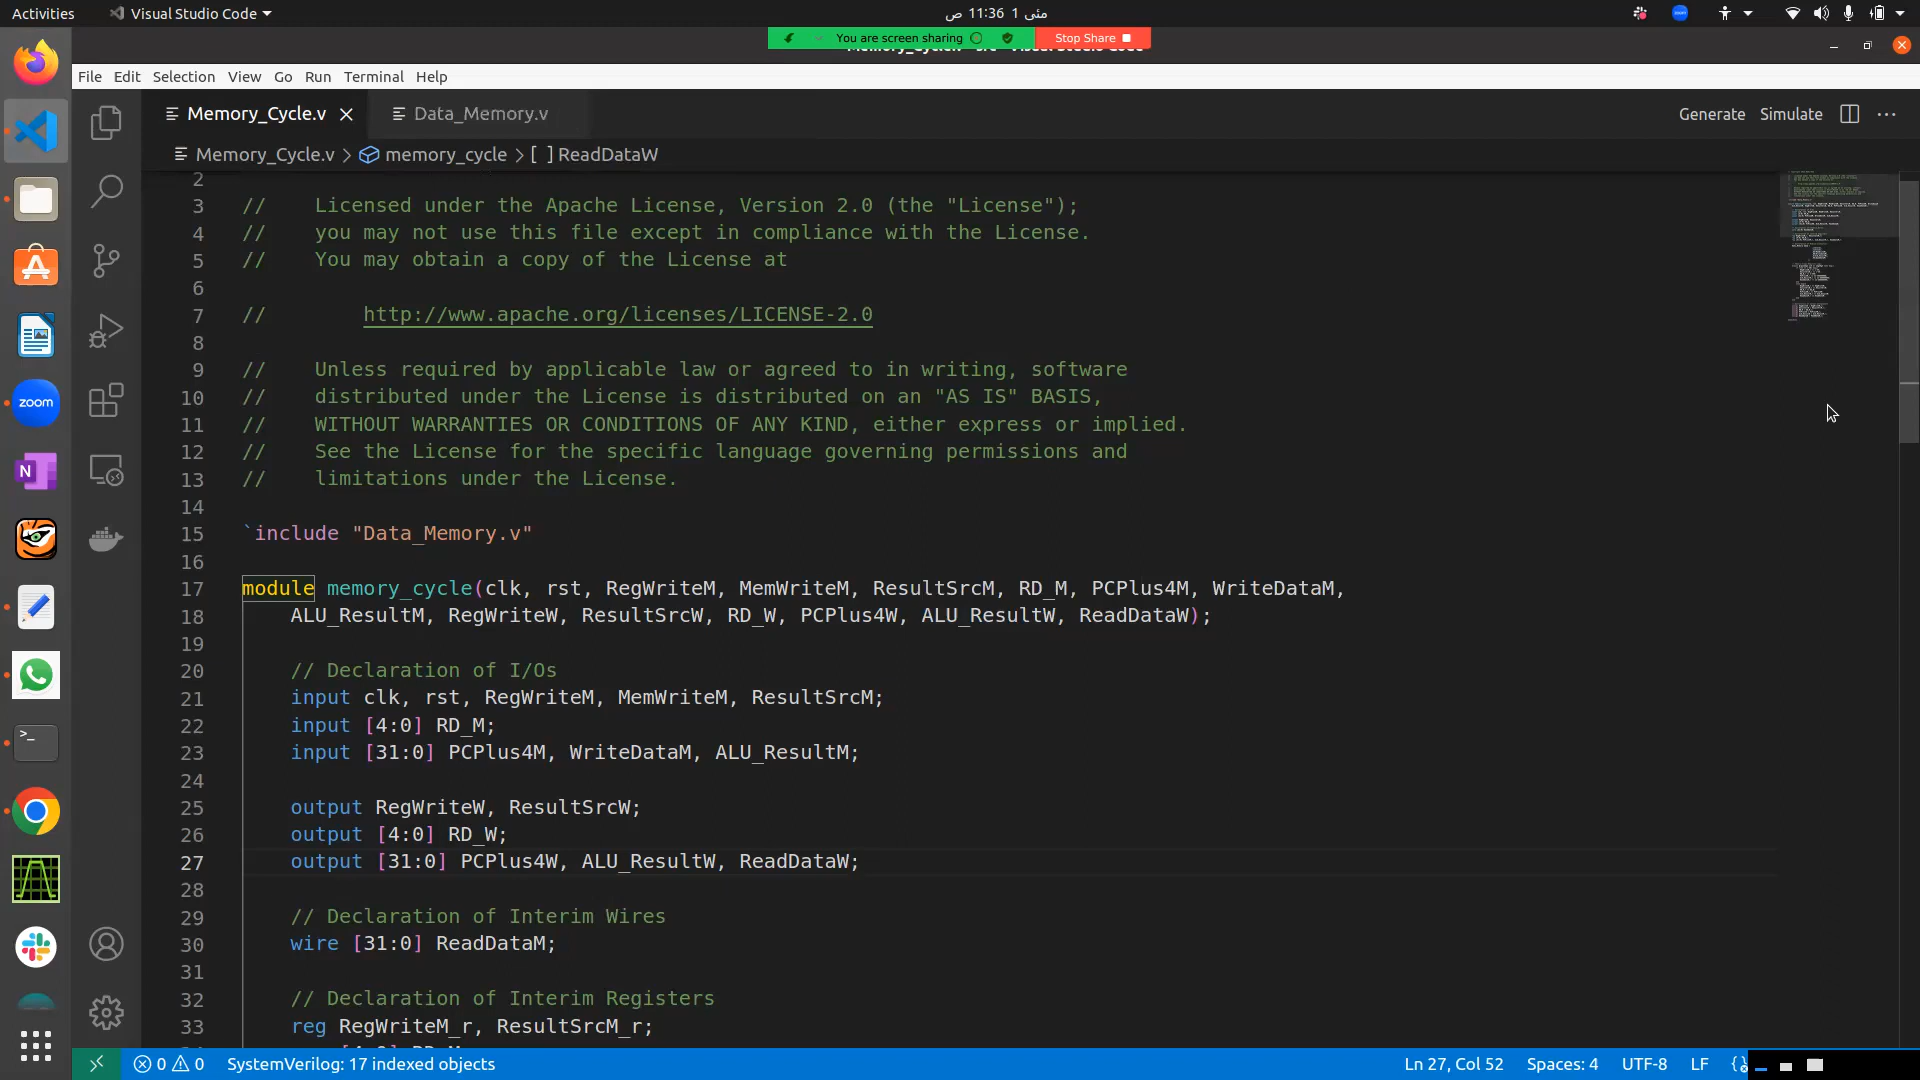 Activities
Visual Studio Code
مئی 1 11:36 ص
You are screen sharing
Stop Share
File Edit Selection View Go Run Terminal Help
Memory_Cycle.v
Data_Memory.v
Generate Simulate
Memory_Cycle.v > memory_cycle > [ ] ReadDataW
2
3 // Licensed under the Apache License, Version 2.0 (the "License");
4 // you may not use this file except in compliance with the License.
5 // You may obtain a copy of the License at
6
7 // http://www.apache.org/licenses/LICENSE-2.0
8
9 // Unless required by applicable law or agreed to in writing, software
10 // distributed under the License is distributed on an "AS IS" BASIS,
11 // WITHOUT WARRANTIES OR CONDITIONS OF ANY KIND, either express or implied.
12 // See the License for the specific language governing permissions and
13 // limitations under the License.
14
15 `include "Data_Memory.v"
16
17 module memory_cycle(clk, rst, RegWriteM, MemWriteM, ResultSrcM, RD_M, PCPlus4M, WriteDataM,
18 ALU_ResultM, RegWriteW, ResultSrcW, RD_W, PCPlus4W, ALU_ResultW, ReadDataW);
19
20 // Declaration of I/Os
21 input clk, rst, RegWriteM, MemWriteM, ResultSrcM;
22 input [4:0] RD_M;
23 input [31:0] PCPlus4M, WriteDataM, ALU_ResultM;
24
25 output RegWriteW, ResultSrcW;
26 output [4:0] RD_W;
27 output [31:0] PCPlus4W, ALU_ResultW, ReadDataW;
28
29 // Declaration of Interim Wires
30 wire [31:0] ReadDataM;
31
32 // Declaration of Interim Registers
33 reg RegWriteM_r, ResultSrcM_r;
zoom
N
0 0 SystemVerilog: 17 indexed objects
Ln 27, Col 52 Spaces: 4 UTF-8 LF